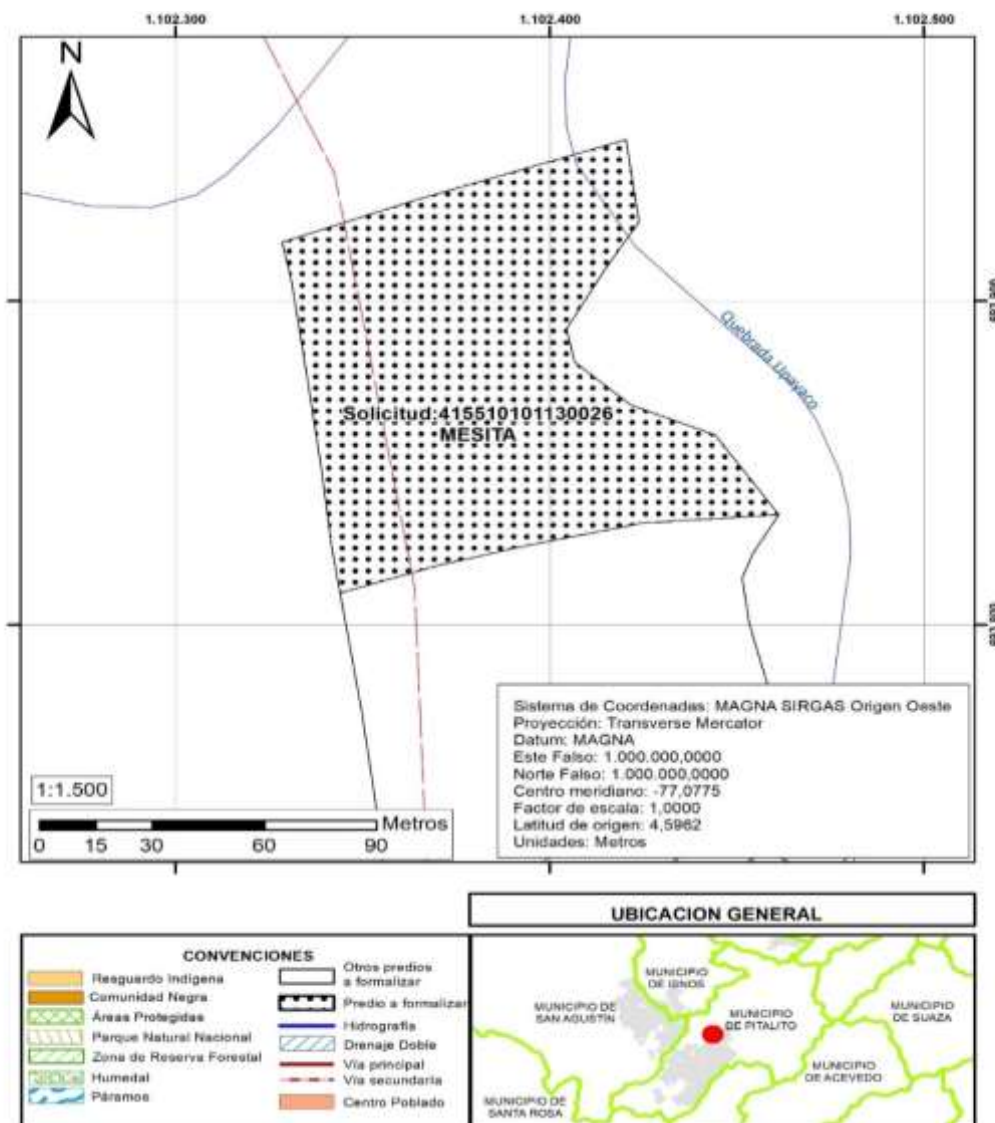 1.102.300
1.102.400
1.102.500
N
Quebrada Upayaco
Solicitud:415510101130026
MESITA
Sistema de Coordenadas: MAGNA SIRGAS Origen Oeste
Proyección: Transverse Mercator
Datum: MAGNA
Este Falso: 1.000.000,0000
Norte Falso: 1.000.000,0000
Centro meridiano: -77,0775
Factor de escala: 1,0000
Latitud de origen: 4,5962
Unidades: Metros
1:1.500
Metros
0 15 30 60 90
UBICACION GENERAL
CONVENCIONES
Resguardo Indígena
Comunidad Negra
Áreas Protegidas
Parque Natural Nacional
Zona de Reserva Forestal
Humedal
Páramos
Otros predios
a formalizar
Predio a formalizar
Hidrografía
Drenaje Doble
Vía principal
Vía secundaria
Centro Poblado
MUNICIPIO
DE ISNOS
MUNICIPIO DE
SAN AGUSTÍN
MUNICIPIO
DE PITALITO
MUNICIPIO
DE SUAZA
MUNICIPIO
DE ACEVEDO
MUNICIPIO DE
SANTA ROSA